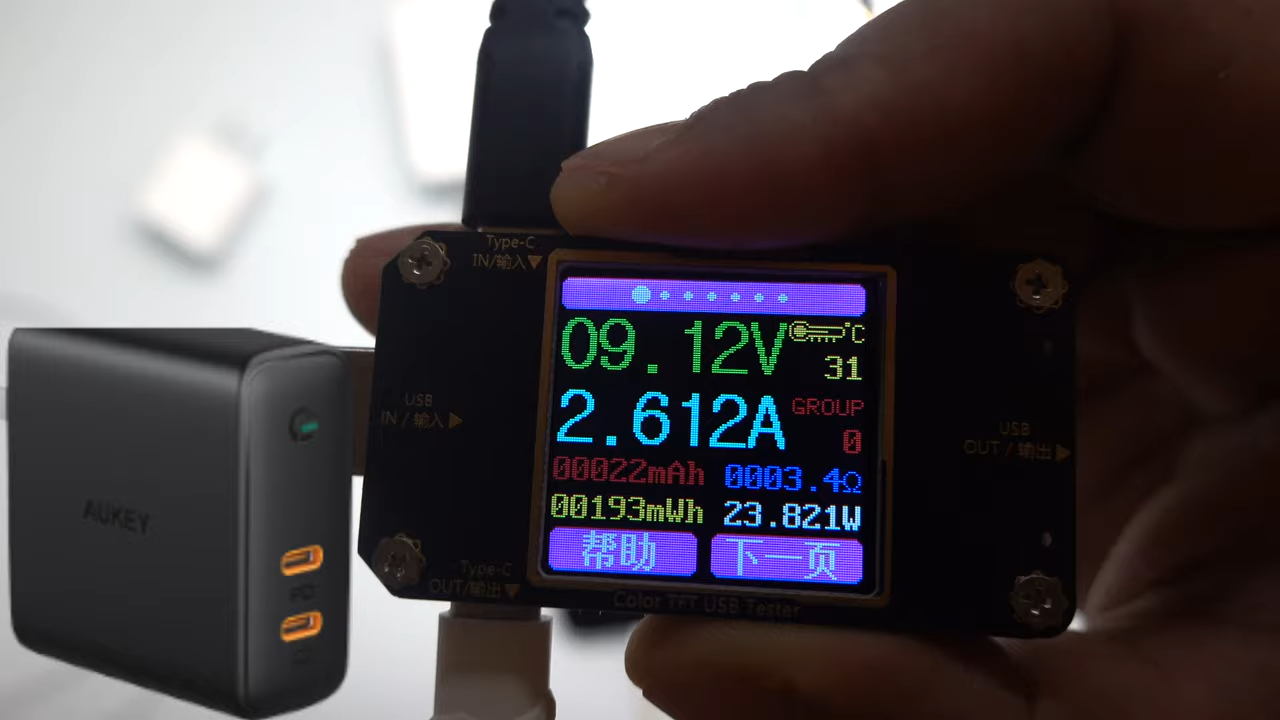 Type-C
IN/输入▼
09.12V
℃
31
2.612A
GROUP
0
00022mAh
0003.4Ω
00193mWh
23.821W
帮助
下一页
USB
IN / 输入 ▶
USB
OUT / 输出 ▶
Type-C
OUT/输出▼
Color TFT USB Tester
AUKEY
PD